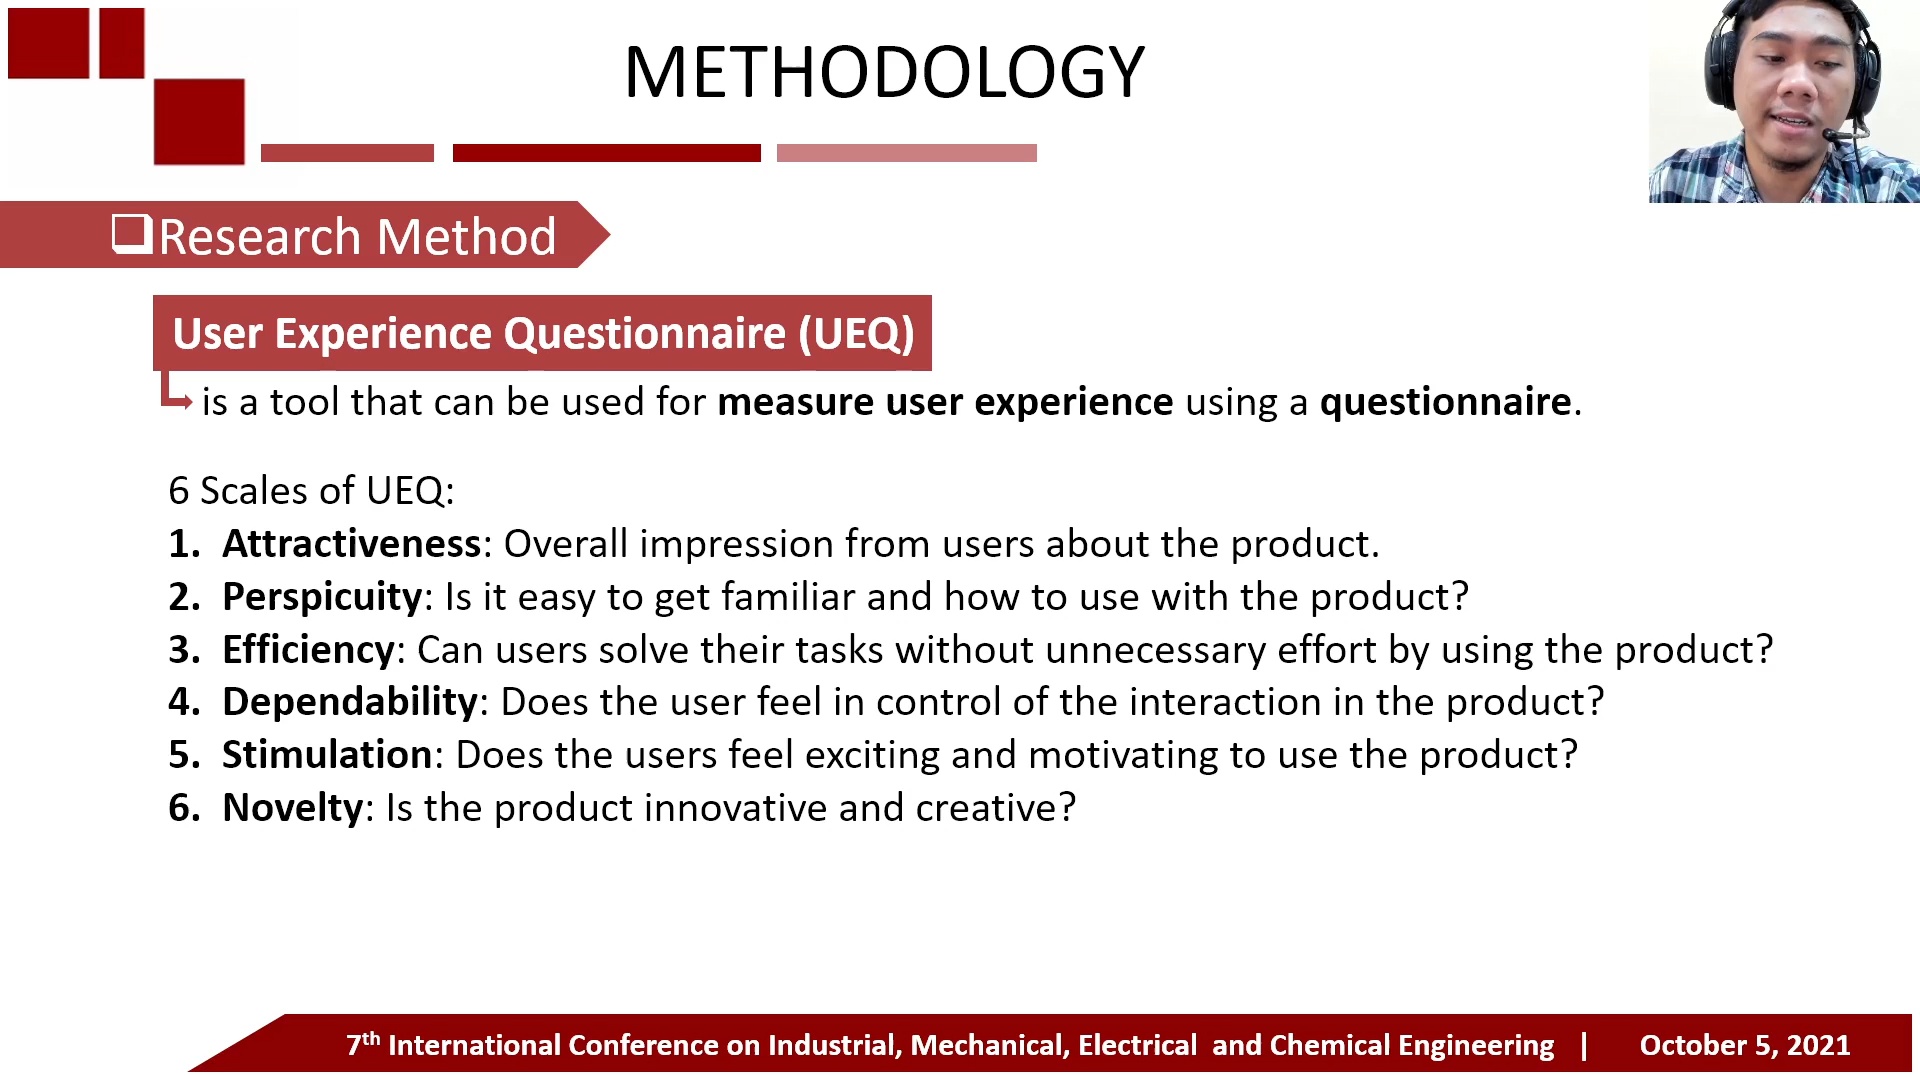 METHODOLOGY
❑Research Method
User Experience Questionnaire (UEQ)
is a tool that can be used for measure user experience using a questionnaire.
6 Scales of UEQ:
1. Attractiveness: Overall impression from users about the product.
2. Perspicuity: Is it easy to get familiar and how to use with the product?
3. Efficiency: Can users solve their tasks without unnecessary effort by using the product?
4. Dependability: Does the user feel in control of the interaction in the product?
5. Stimulation: Does the users feel exciting and motivating to use the product?
6. Novelty: Is the product innovative and creative?
7th International Conference on Industrial, Mechanical, Electrical and Chemical Engineering | October 5, 2021